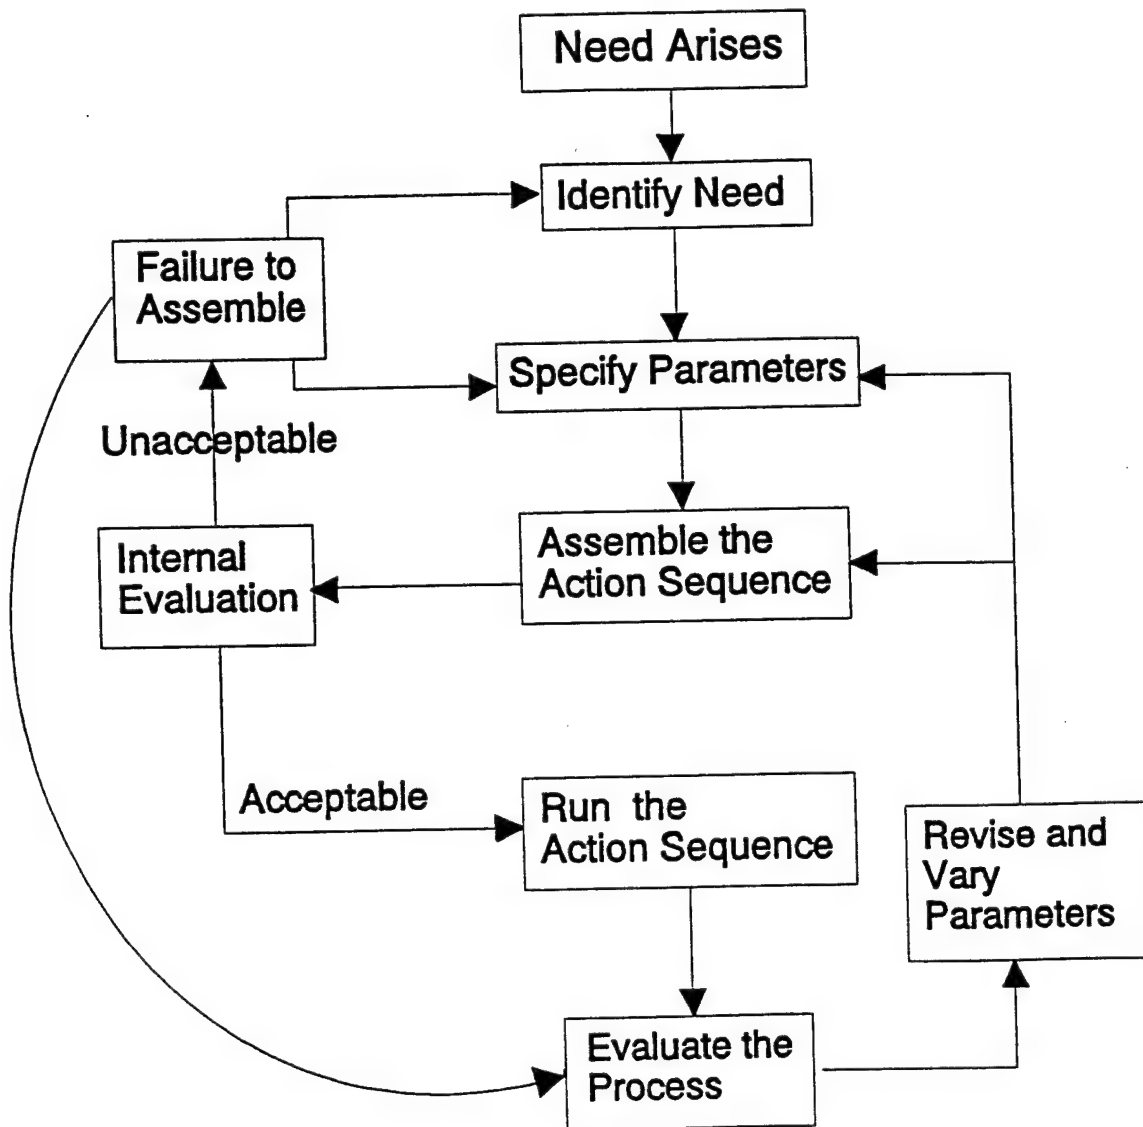 Need Arises
Identify Need
Failure to
Assemble
Specify Parameters
Unacceptable
Assemble the
Action Sequence
Internal
Evaluation
Acceptable
Run the
Action Sequence
Revise and
Vary
Parameters
Evaluate the
Process